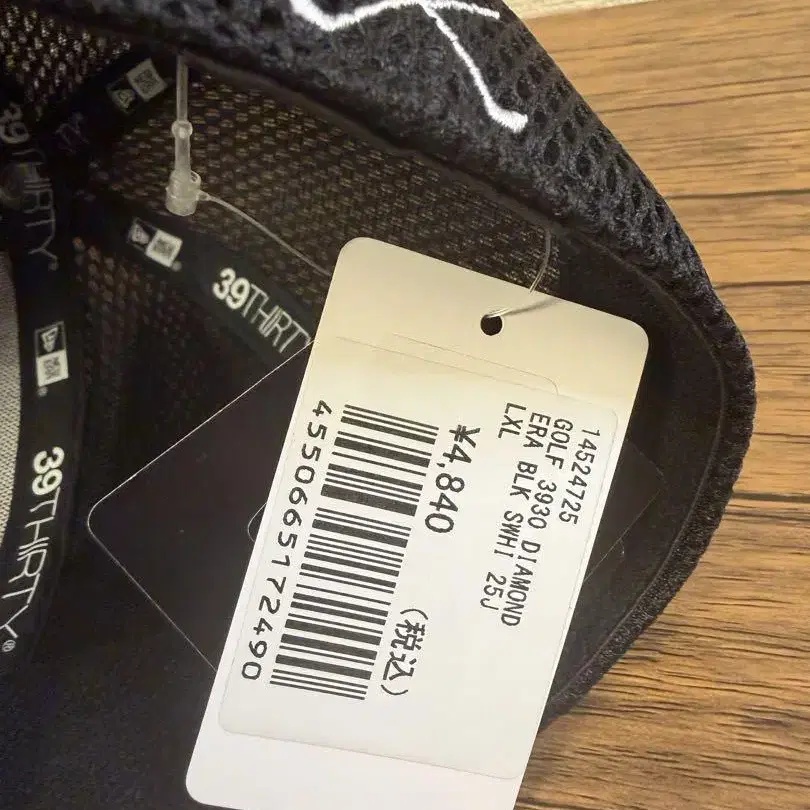 14524725
GOLF 3930 DIAMOND
ERA BLK SWHI 25J
LXL
¥4,840
(税込)
4550665172490
39THIRTY
39THIRTY
39THIRTY®